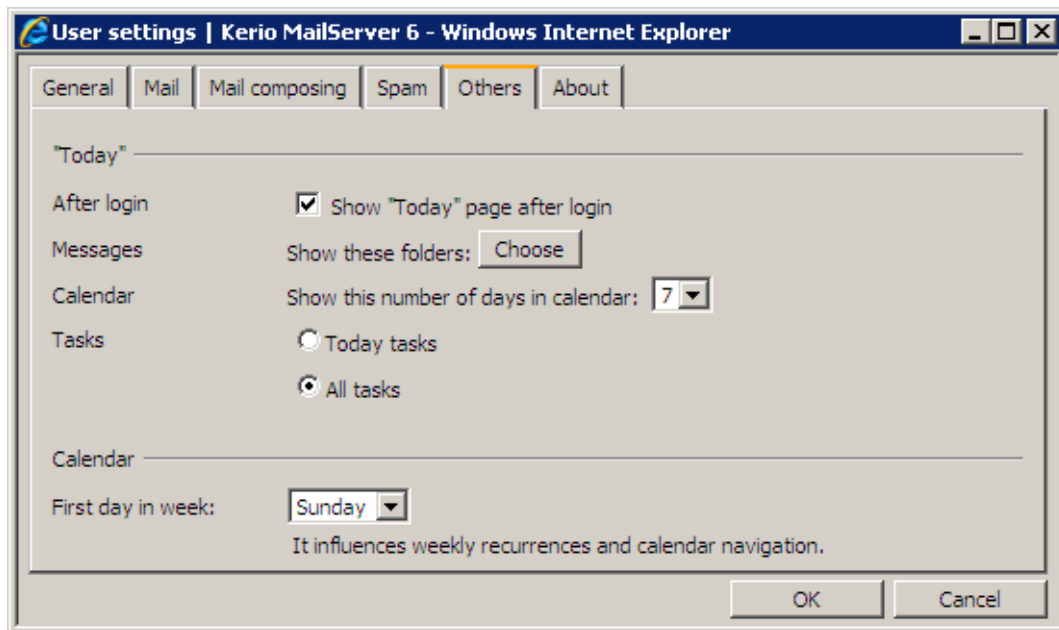 User settings | Kerio MailServer 6 - Windows Internet Explorer
General Mail Mail composing Spam Others About
"Today"
After login Show "Today" page after login
Messages Show these folders: Choose
Calendar Show this number of days in calendar: 7
Tasks Today tasks
All tasks
Calendar
First day in week: Sunday
It influences weekly recurrences and calendar navigation.
OK Cancel